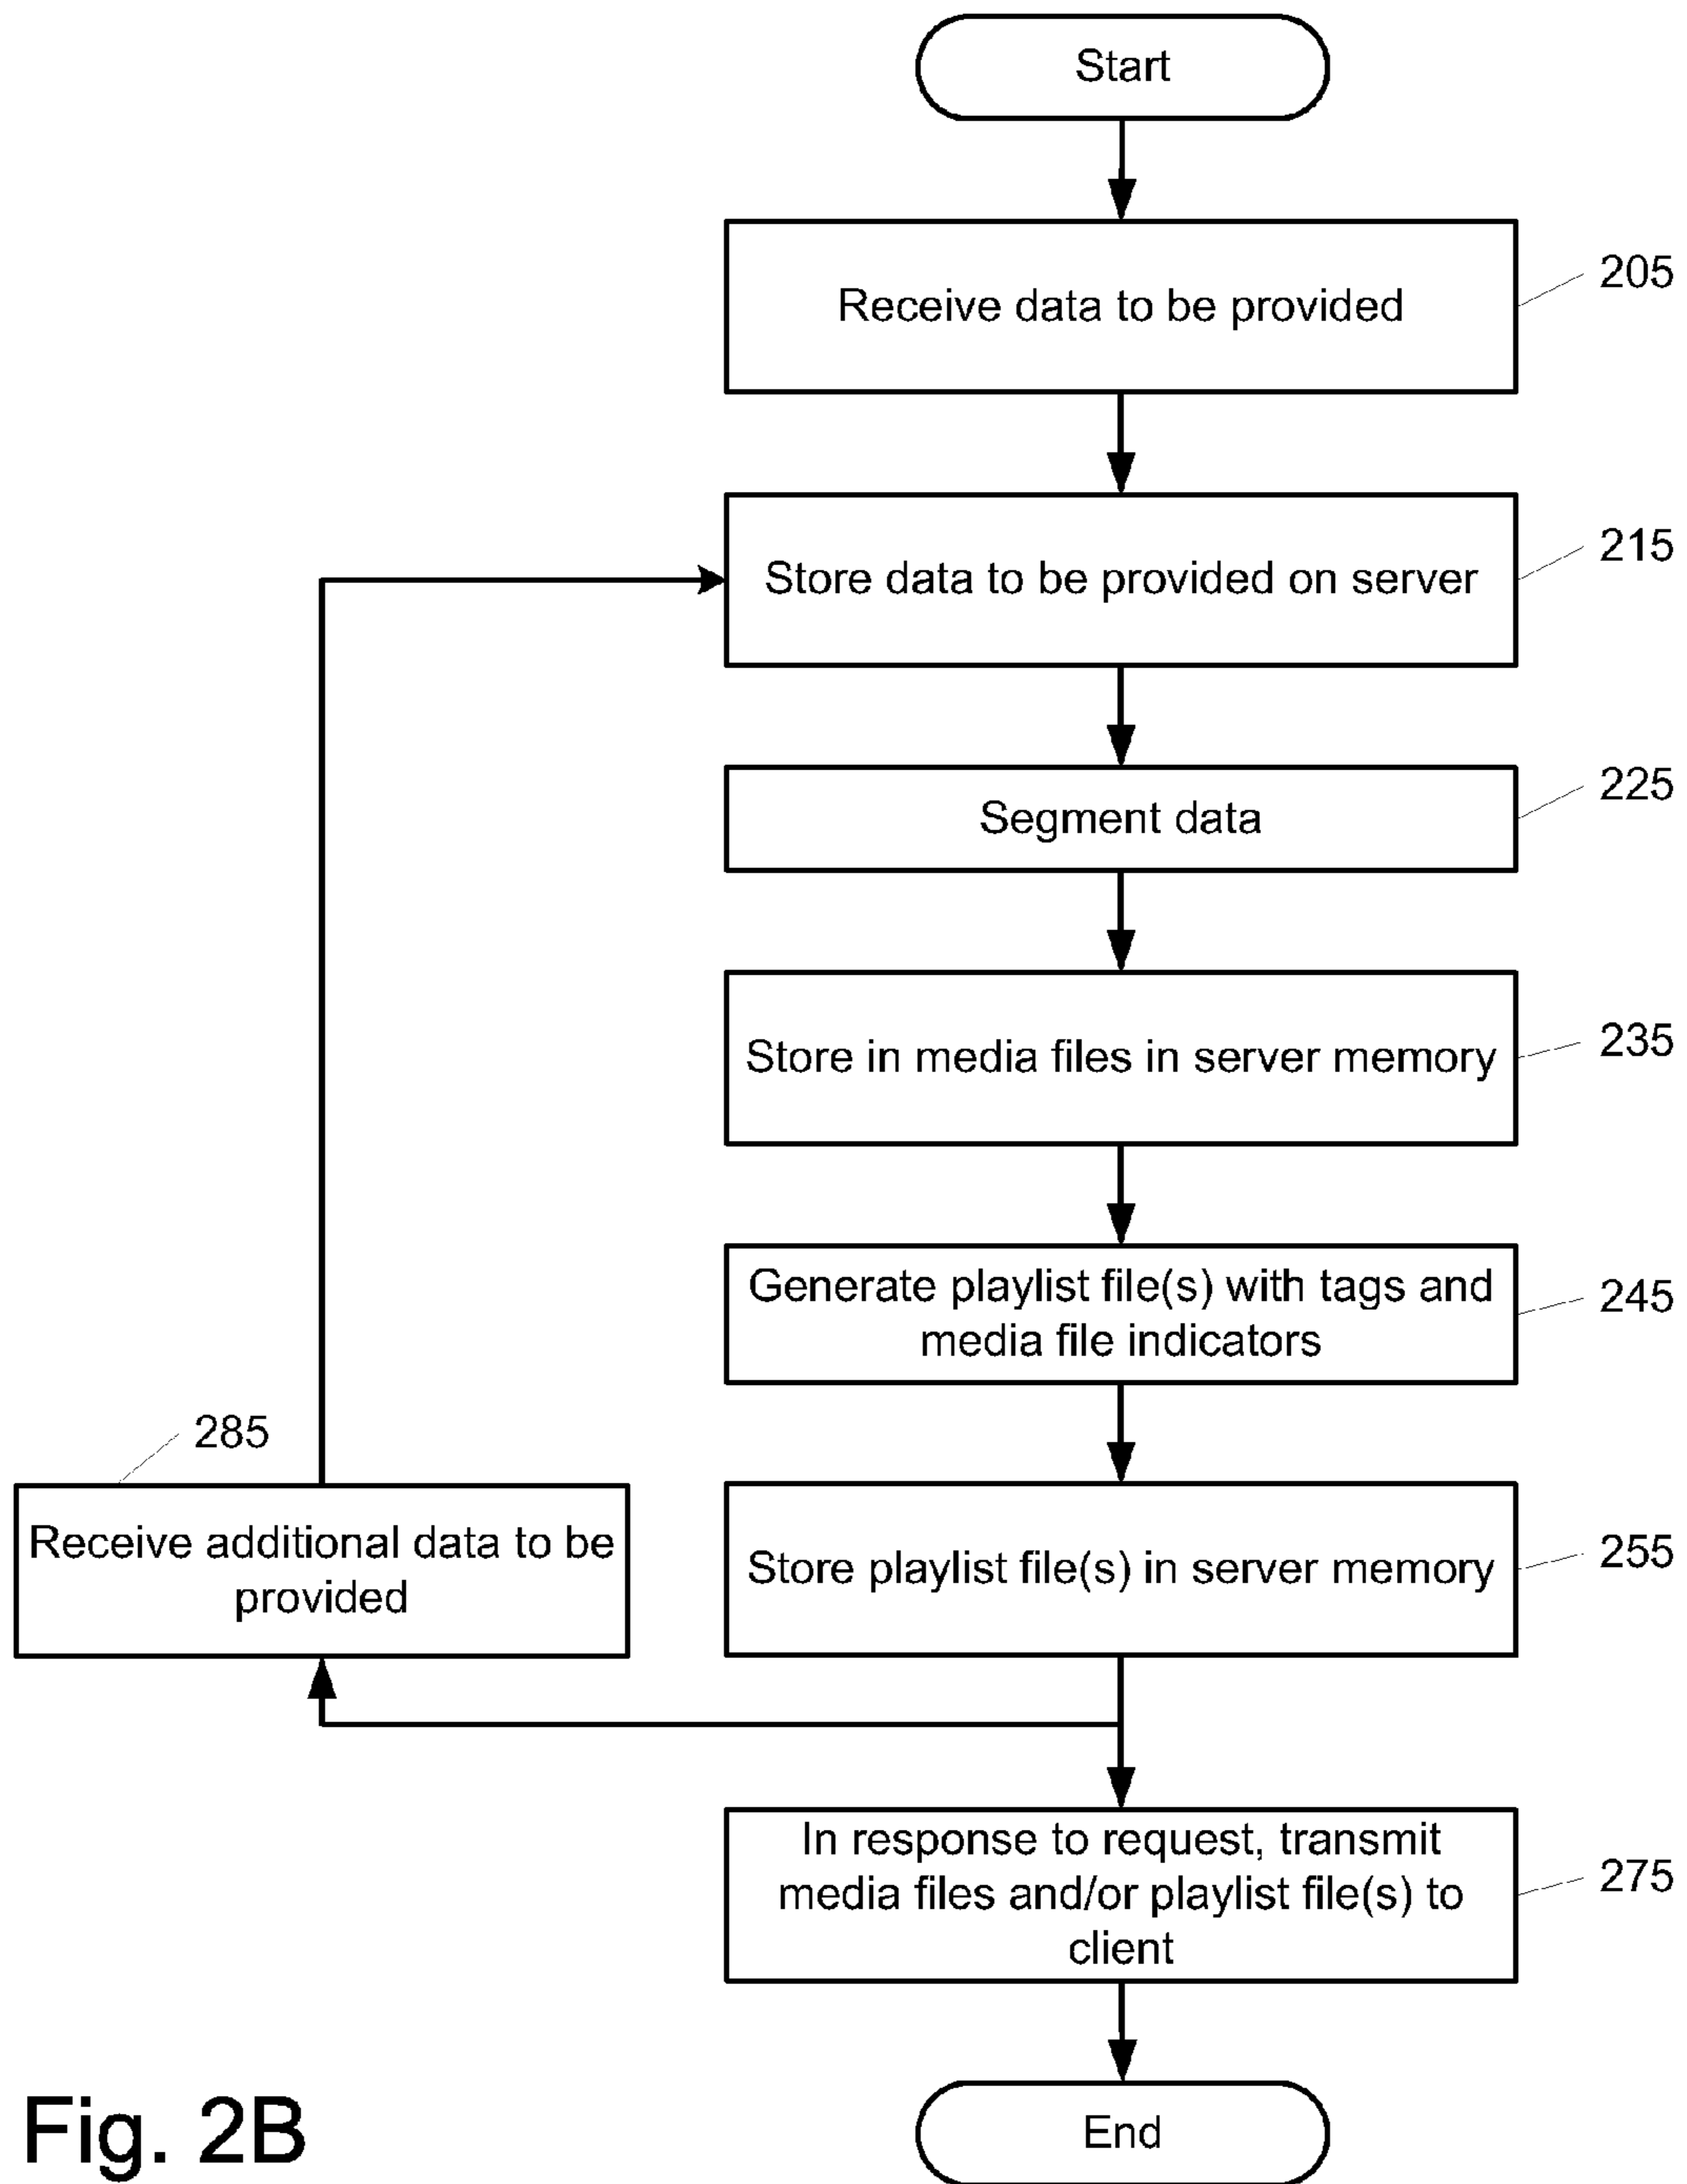 Start
Receive data to be provided
205
Store data to be provided on server
215
Segment data
225
Store in media files in server memory
235
Generate playlist file(s) with tags and
media file indicators
245
285
Receive additional data to be
provided
Store playlist file(s) in server memory
255
In response to request, transmit
media files and/or playlist file(s) to
client
275
End
Fig. 2B